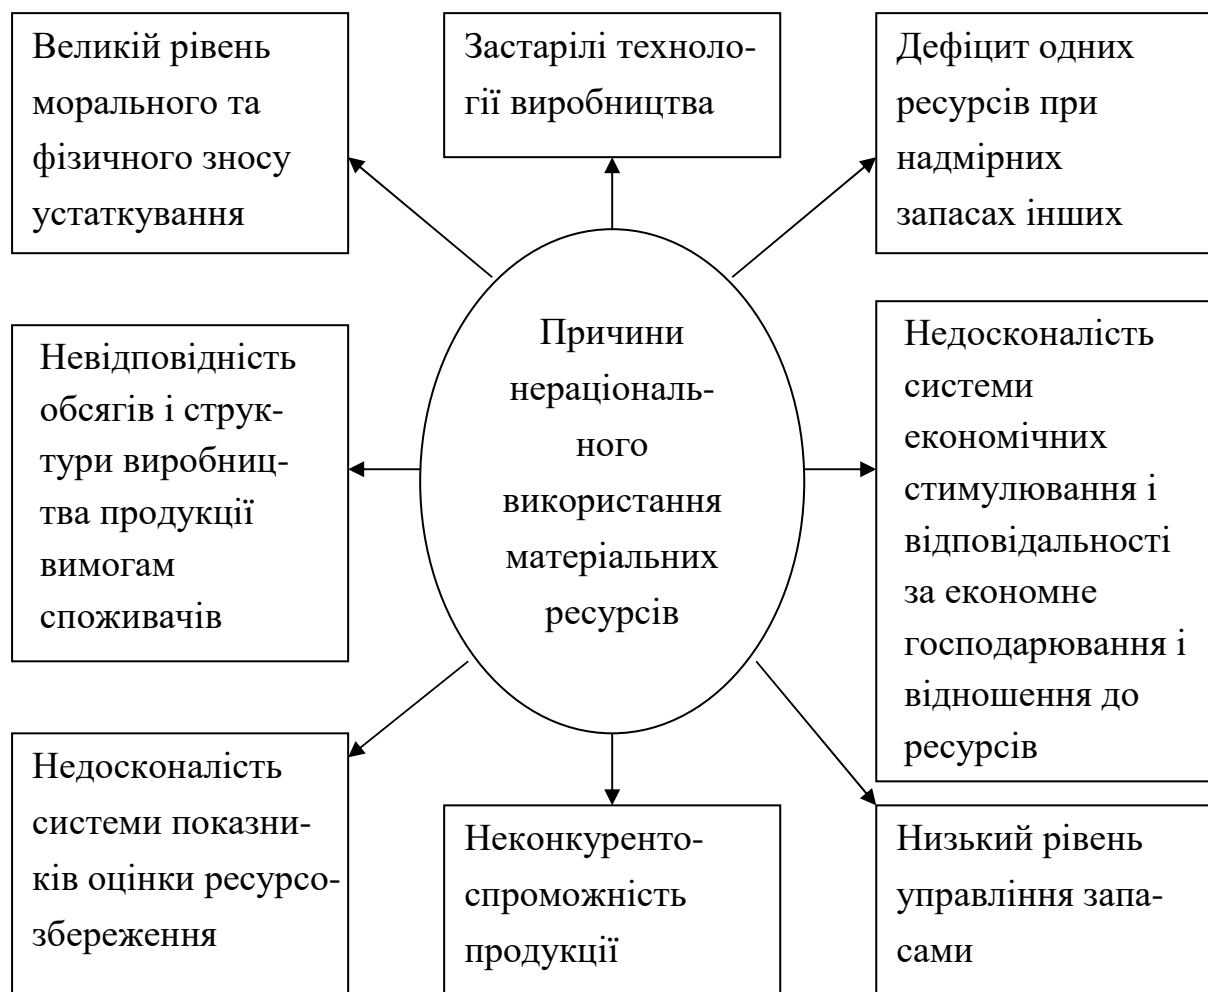 Великій рівень
морального та
фізичного зносу
устаткування
Застарілі техноло-
гії виробництва
Дефіцит одних
ресурсів при
надмірних
запасах інших
Невідповідність
обсягів і струк-
тури виробниц-
тва продукції
вимогам
споживачів
Причини
нераціональ-
ного
використання
матеріальних
ресурсів
Недосконалість
системи
економічних
стимулювання і
відповідальності
за економне
господарювання і
відношення до
ресурсів
Недосконалість
системи показни-
ків оцінки ресурсо-
збереження
Неконкуренто-
спроможність
продукції
Низький рівень
управління запа-
сами